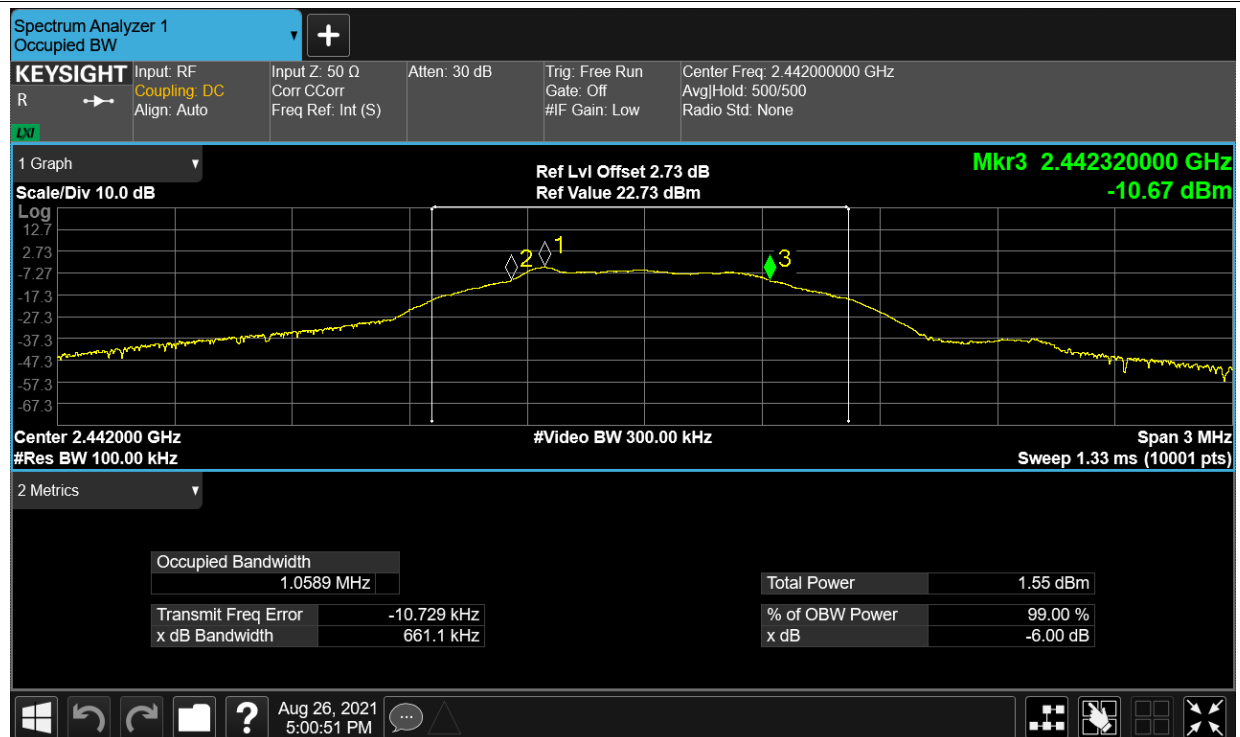 Spectrum Analyzer 1
Occupied BW
+
KEYSIGHT Input: RF Input Z: 50 Ω Atten: 30 dB Trig: Free Run Center Freq: 2.442000000 GHz
R Coupling: DC Corr CCorr Gate: Off Avg|Hold: 500/500
Align: Auto Freq Ref: Int (S) #IF Gain: Low Radio Std: None
LXI
1 Graph Ref Lvl Offset 2.73 dB Mkr3 2.442320000 GHz
Scale/Div 10.0 dB Ref Value 22.73 dBm -10.67 dBm
Log
12.7
2.73
-7.27
-17.3
-27.3
-37.3
-47.3
-57.3
-67.3
2 1 3
Center 2.442000 GHz #Video BW 300.00 kHz Span 3 MHz
#Res BW 100.00 kHz Sweep 1.33 ms (10001 pts)
2 Metrics
Occupied Bandwidth
1.0589 MHz Total Power 1.55 dBm
Transmit Freq Error -10.729 kHz % of OBW Power 99.00 %
x dB Bandwidth 661.1 kHz x dB -6.00 dB
? Aug 26, 2021
5:00:51 PM